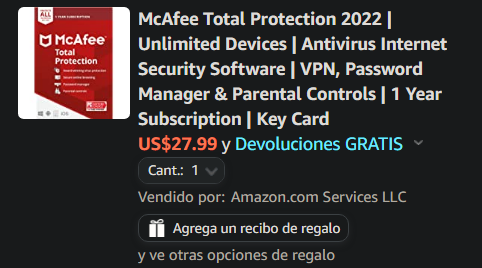 McAfee Total Protection 2022 |
Unlimited Devices | Antivirus Internet
Security Software | VPN, Password
Manager & Parental Controls | 1 Year
Subscription | Key Card
US$27.99 y Devoluciones GRATIS
Cant.: 1
Vendido por: Amazon.com Services LLC
Agrega un recibo de regalo
y ve otras opciones de regalo
ALL
McAfee
Total
Protection